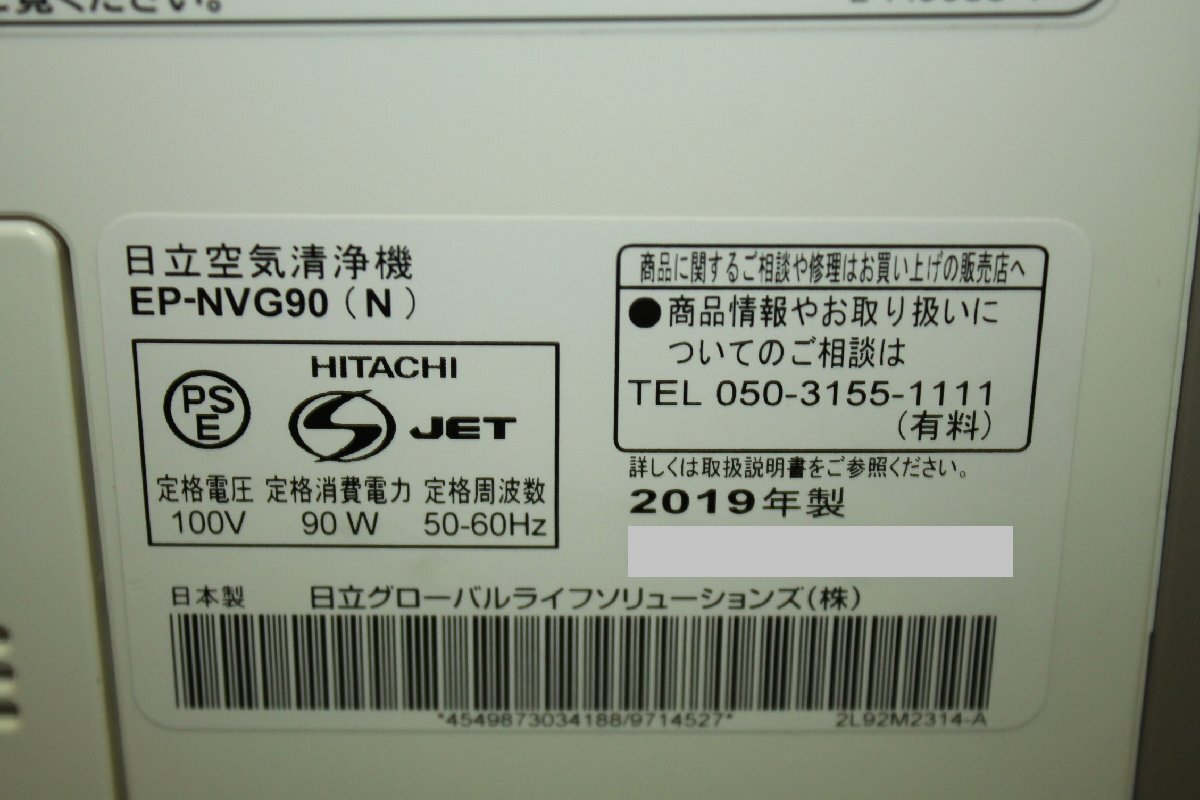 ください。
日立空気清浄機
EP-NVG90（N）
PS
E
HITACHI
JET
定格電圧 定格消費電力 定格周波数
100V 90 W 50-60Hz
商品に関するご相談や修理はお買い上げの販売店へ
●商品情報やお取り扱いに
ついてのご相談は
TEL 050-3155-1111
（有料）
詳しくは取扱説明書をご参照ください。
2019年製
日本製 日立グローバルライフソリューションズ（株）
*4549873034188/9714527* 2L92M2314-A